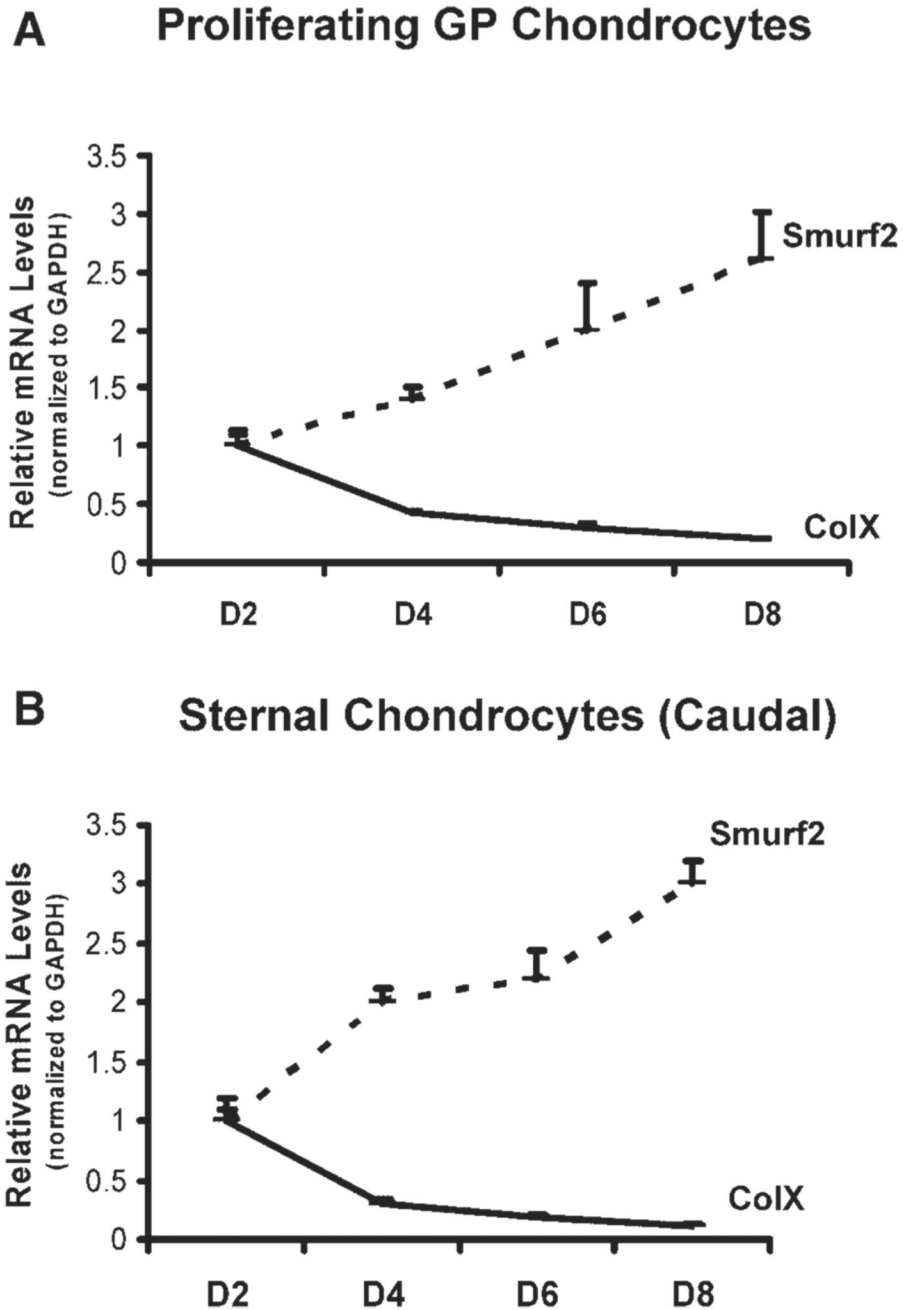 A Proliferating GP Chondrocytes
Relative mRNA Levels
(normalized to GAPDH)
3.5
3
2.5
2
1.5
1
0.5
0
Smurf2
ColX
D2 D4 D6 D8
B Sternal Chondrocytes (Caudal)
Relative mRNA Levels
(normalized to GAPDH)
3.5
3
2.5
2
1.5
1
0.5
0
Smurf2
ColX
D2 D4 D6 D8